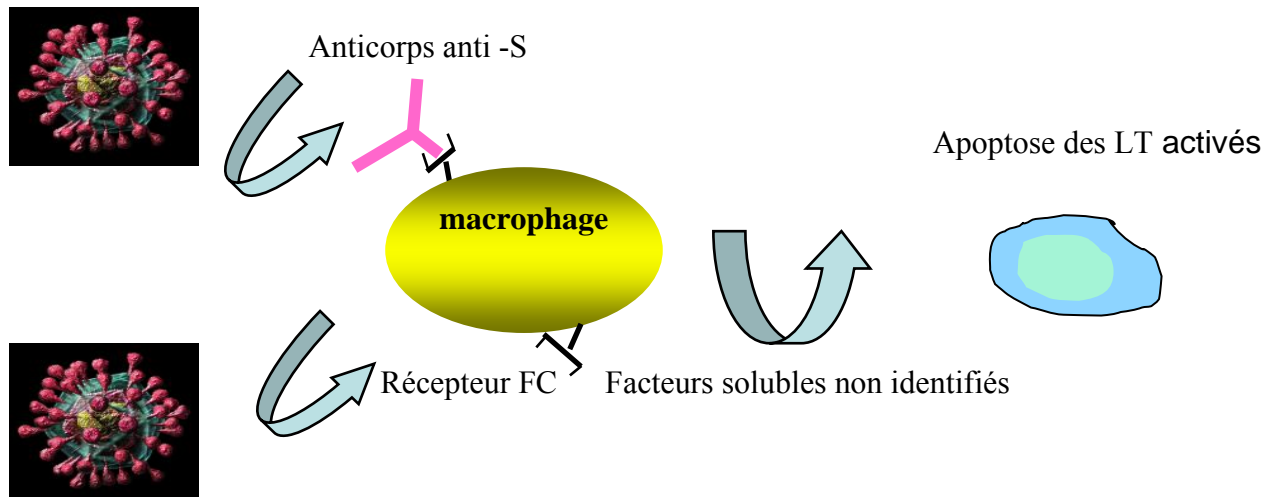 Anticorps anti -S
Apoptose des LT activés
macrophage
Récepteur FC
Facteurs solubles non identifiés